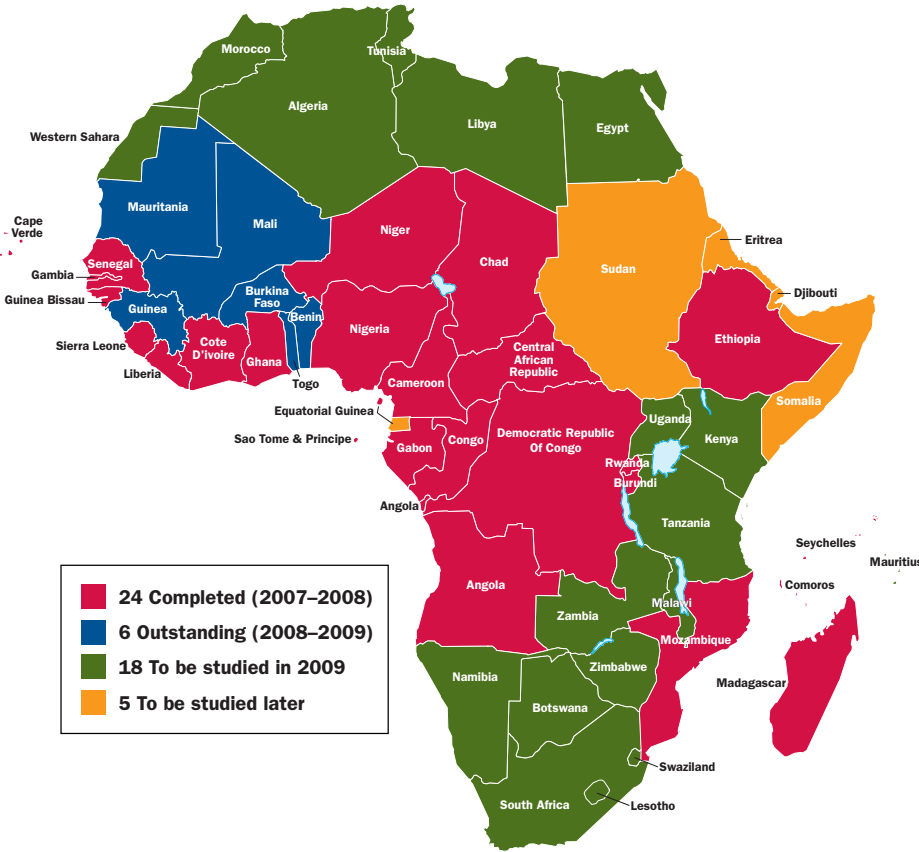 Morocco
Tunisia
Algeria
Libya
Egypt
Western Sahara
Mauritania
Mali
Niger
Chad
Sudan
Eritrea
Cape
Verde
Senegal
Gambia
Guinea Bissau
Guinea
Burkina
Faso
Benin
Djibouti
Sierra Leone
Cote
D'ivoire
Ghana
Nigeria
Ethiopia
Liberia
Togo
Cameroon
Central
African
Republic
Somalia
Equatorial Guinea
Sao Tome & Principe
Gabon
Congo
Democratic Republic
Of Congo
Uganda
Kenya
Rwanda
Burundi
Angola
Tanzania
Seychelles
Mauritius
Comoros
Angola
Zambia
Malawi
Mozambique
Madagascar
Zimbabwe
Namibia
Botswana
Swaziland
Lesotho
South Africa
24 Completed (2007–2008)
6 Outstanding (2008–2009)
18 To be studied in 2009
5 To be studied later